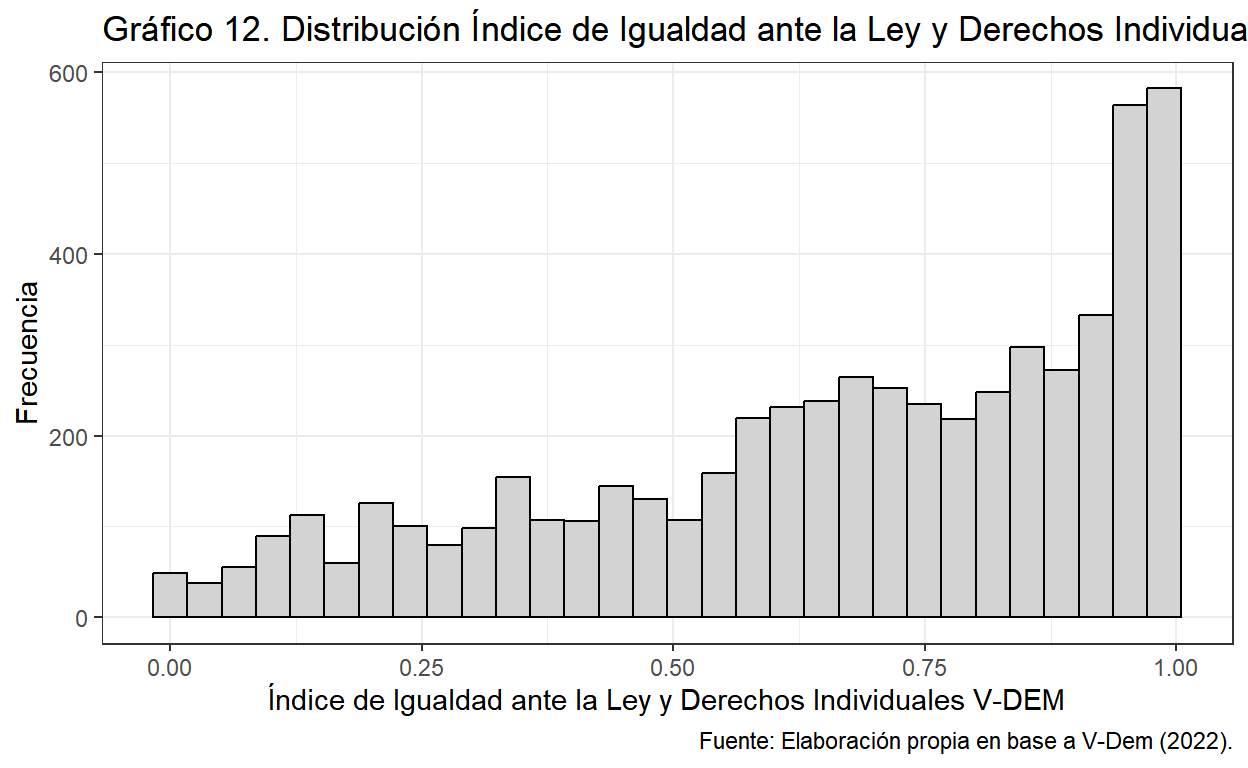 Gráfico 12. Distribución Índice de Igualdad ante la Ley y Derechos Individua
600
400
200
0
Frecuencia
0.00 0.25 0.50 0.75 1.00
Índice de Igualdad ante la Ley y Derechos Individuales V-DEM
Fuente: Elaboración propia en base a V-Dem (2022).